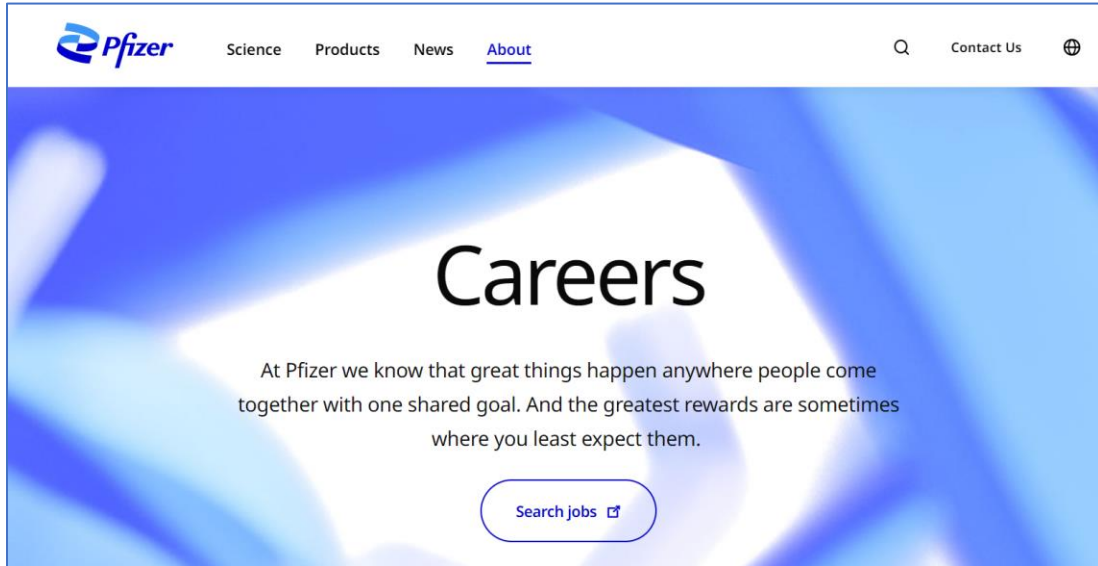 Pfizer Science Products News About Contact Us
Careers
At Pfizer we know that great things happen anywhere people come
together with one shared goal. And the greatest rewards are sometimes
where you least expect them.
Search jobs